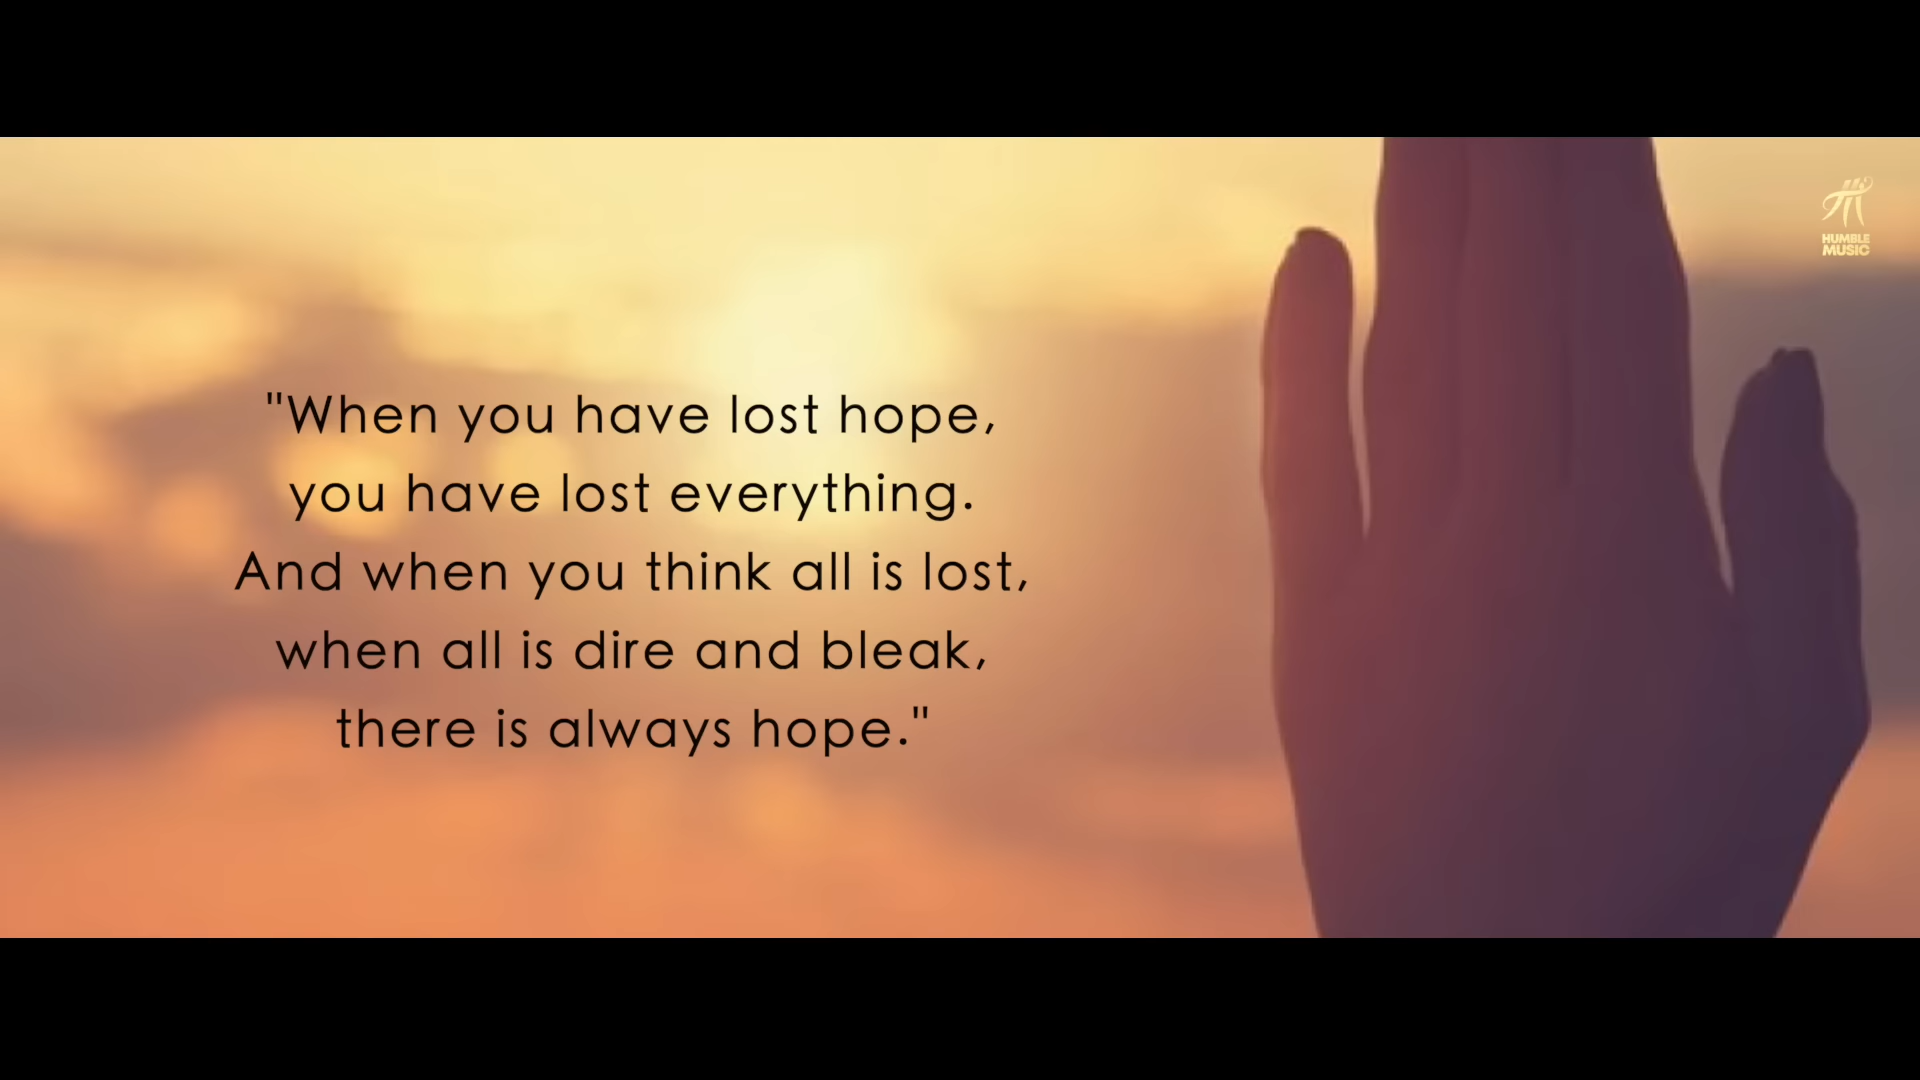 HUMBLE
MUSIC
"When you have lost hope,
you have lost everything.
And when you think all is lost,
when all is dire and bleak,
there is always hope."